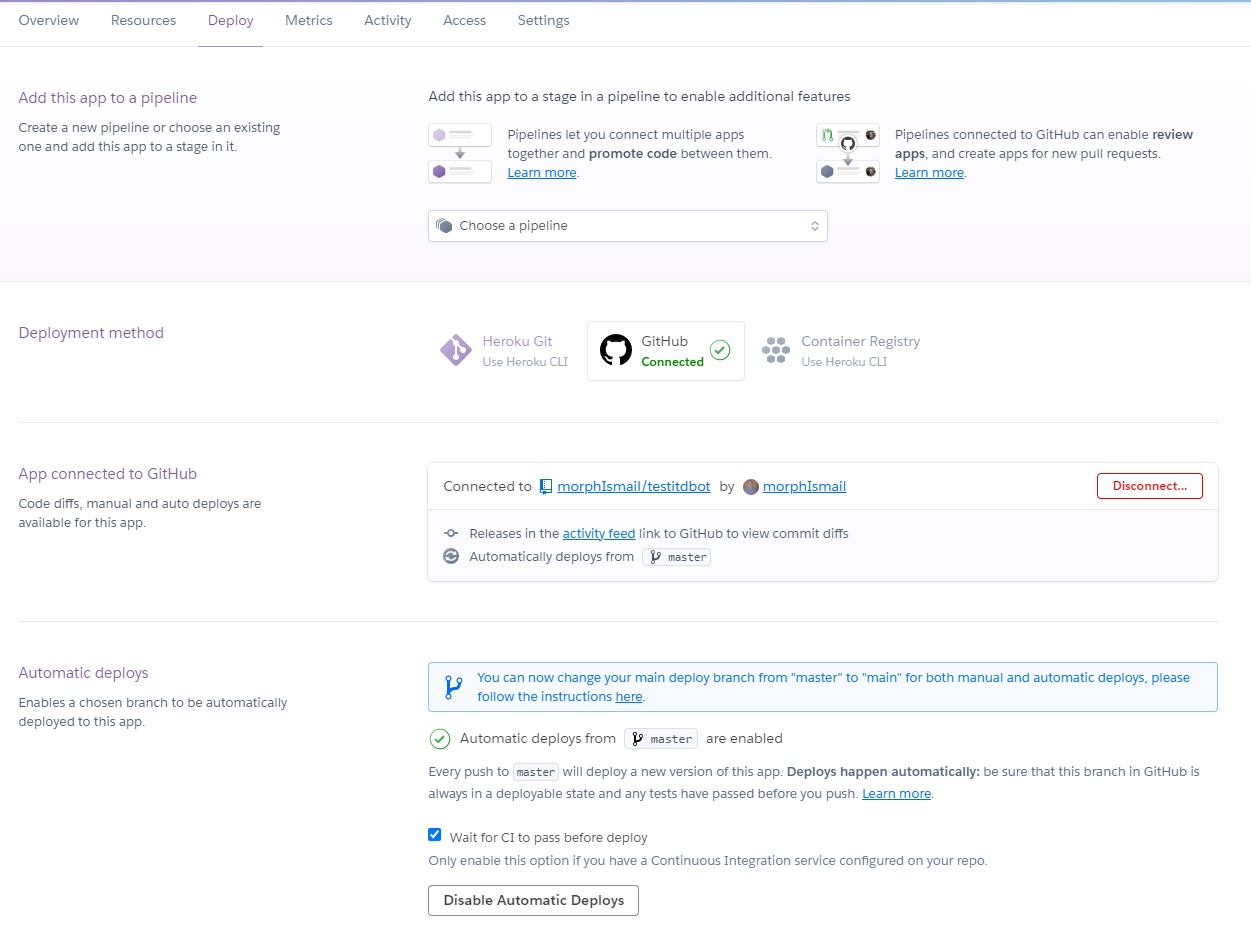 Overview Resources Deploy Metrics Activity Access Settings
Add this app to a pipeline
Create a new pipeline or choose an existing
one and add this app to a stage in it.
Add this app to a stage in a pipeline to enable additional features
Pipelines let you connect multiple apps
together and promote code between them.
Learn more.
Pipelines connected to GitHub can enable review
apps, and create apps for new pull requests.
Learn more.
Choose a pipeline
Deployment method
Heroku Git
Use Heroku CLI
GitHub
Connected
Container Registry
Use Heroku CLI
App connected to GitHub
Code diffs, manual and auto deploys are
available for this app.
Connected to morphIsmail/testitdbot by morphIsmail
Disconnect...
Releases in the activity feed link to GitHub to view commit diffs
Automatically deploys from master
Automatic deploys
Enables a chosen branch to be automatically
deployed to this app.
You can now change your main deploy branch from "master" to "main" for both manual and automatic deploys, please
follow the instructions here.
Automatic deploys from master are enabled
Every push to master will deploy a new version of this app. Deploys happen automatically: be sure that this branch in GitHub is
always in a deployable state and any tests have passed before you push. Learn more.
Wait for CI to pass before deploy
Only enable this option if you have a Continuous Integration service configured on your repo.
Disable Automatic Deploys